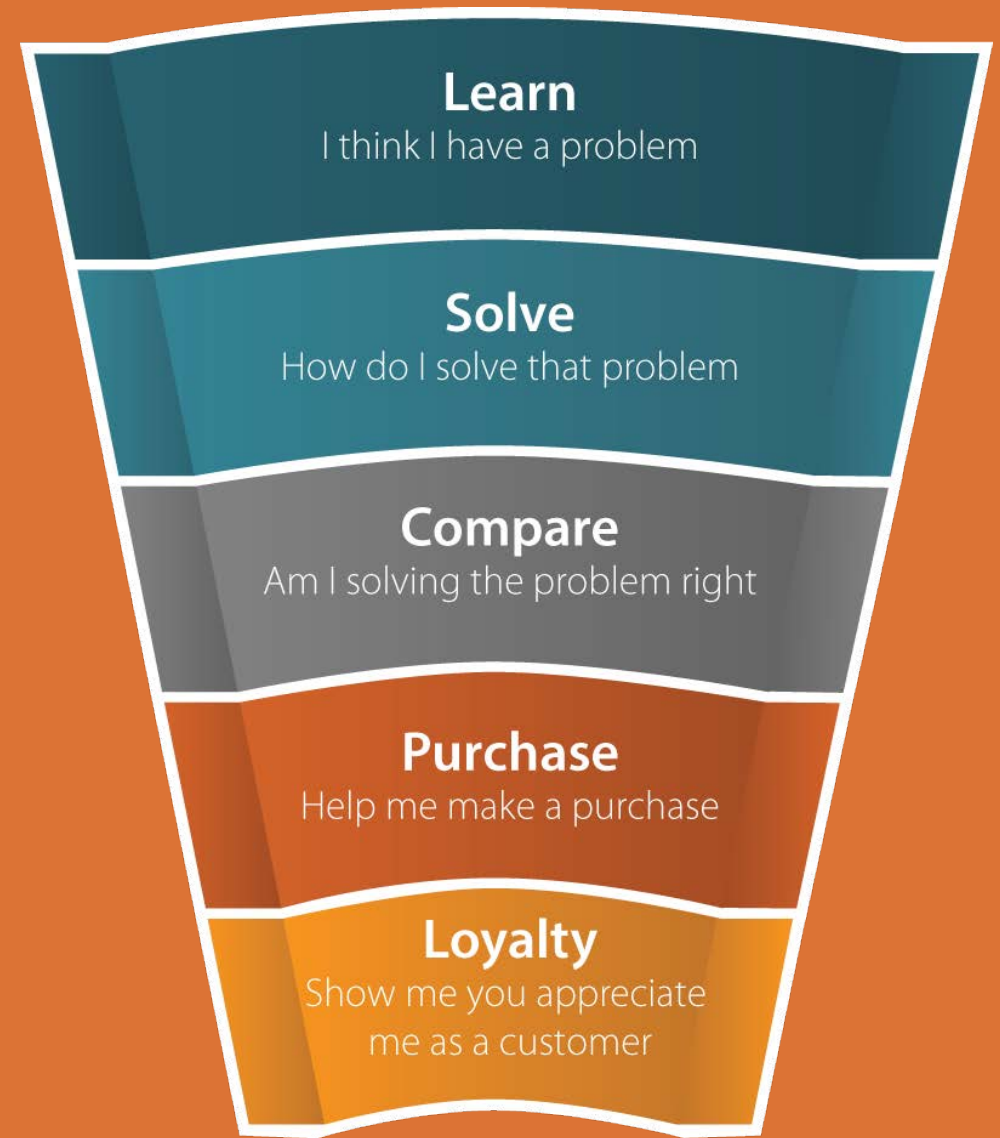 Learn
I think I have a problem
Solve
How do I solve that problem
Compare
Am I solving the problem right
Purchase
Help me make a purchase
Loyalty
Show me you appreciate
me as a customer